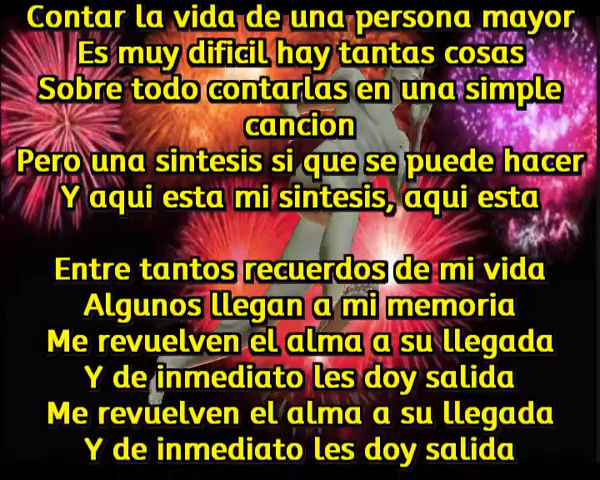 Contar la vida de una persona mayor
Es muy dificil hay tantas cosas
Sobre todo contarlas en una simple
cancion
Pero una sintesis si que se puede hacer
Y aqui esta mi sintesis, aqui esta
Entre tantos recuerdos de mi vida
Algunos llegan a mi memoria
Me revuelven el alma a su llegada
Y de inmediato les doy salida
Me revuelven el alma a su llegada
Y de inmediato les doy salida